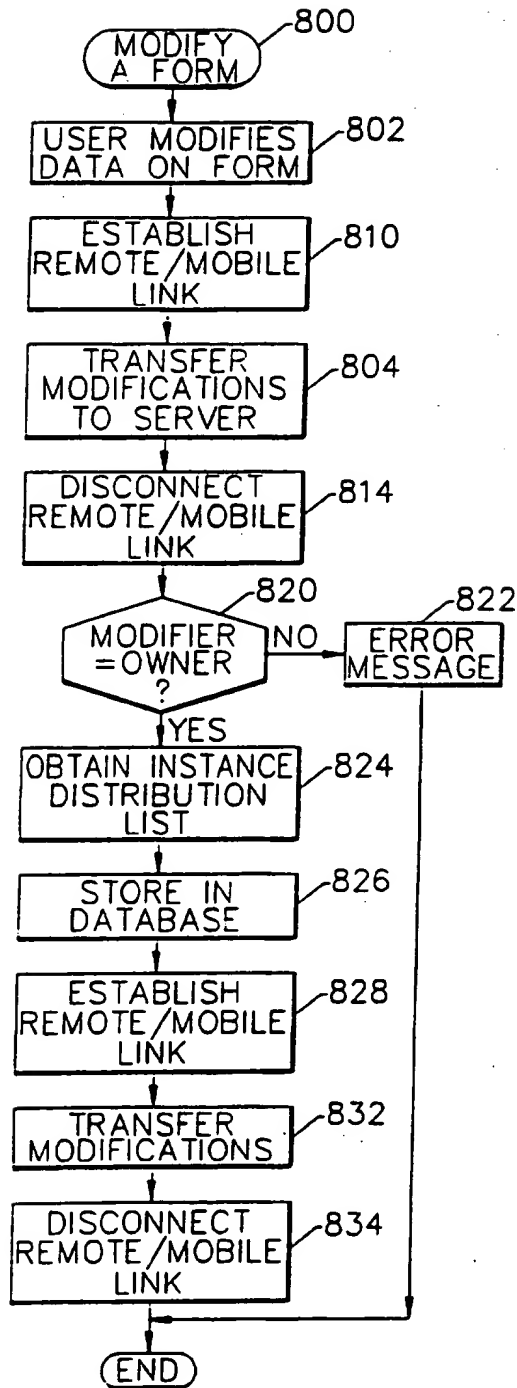 800
MODIFY
A FORM
802
USER MODIFIES
DATA ON FORM
810
ESTABLISH
REMOTE/MOBILE
LINK
804
TRANSFER
MODIFICATIONS
TO SERVER
814
DISCONNECT
REMOTE/MOBILE
LINK
820
MODIFIER
=OWNER
?
NO
822
ERROR
MESSAGE
YES
824
OBTAIN INSTANCE
DISTRIBUTION
LIST
826
STORE IN
DATABASE
828
ESTABLISH
REMOTE/MOBILE
LINK
832
TRANSFER
MODIFICATIONS
834
DISCONNECT
REMOTE/MOBILE
LINK
END